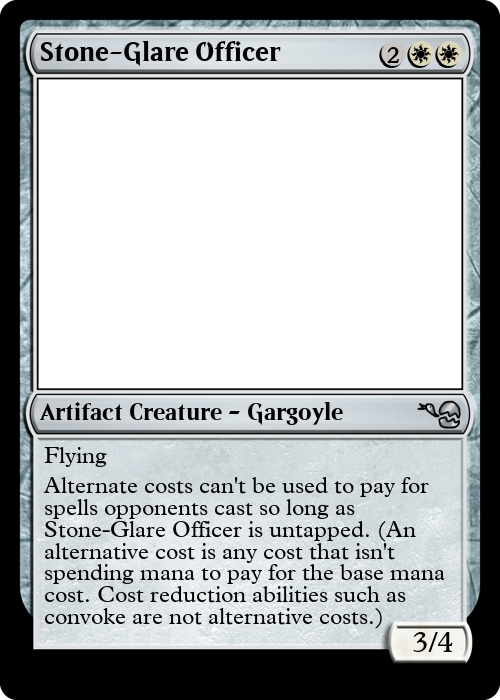 Stone-Glare Officer 2
Artifact Creature – Gargoyle
Flying
Alternate costs can't be used to pay for
spells opponents cast so long as
Stone-Glare Officer is untapped. (An
alternative cost is any cost that isn't
spending mana to pay for the base mana
cost. Cost reduction abilities such as
convoke are not alternative costs.)
3/4